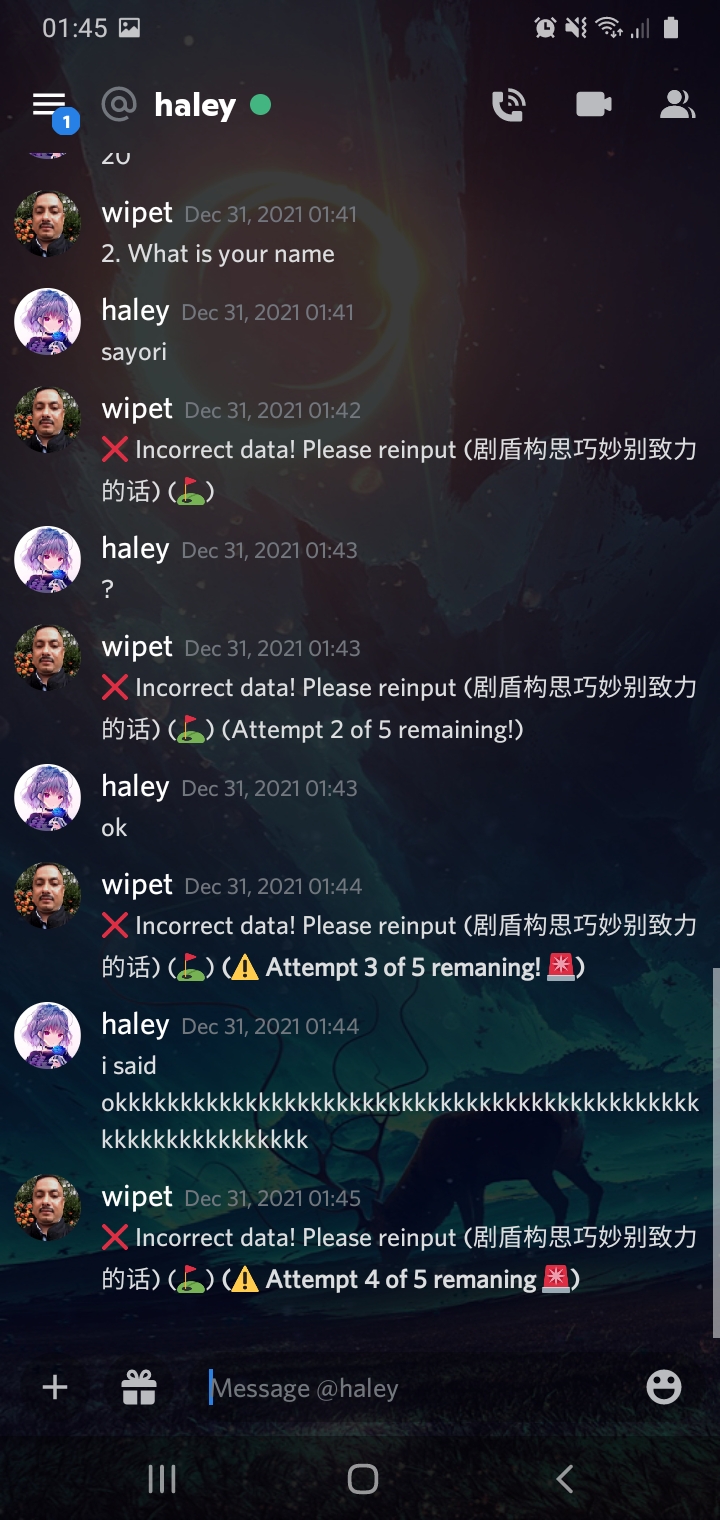 01:45
1
@ haley
20
wipet Dec 31, 2021 01:41
2. What is your name
haley Dec 31, 2021 01:41
sayori
wipet Dec 31, 2021 01:42
❌ Incorrect data! Please reinput (剧盾构思巧妙别致力
的话) (⛳)
haley Dec 31, 2021 01:43
?
wipet Dec 31, 2021 01:43
❌ Incorrect data! Please reinput (剧盾构思巧妙别致力
的话) (⛳) (Attempt 2 of 5 remaining!)
haley Dec 31, 2021 01:43
ok
wipet Dec 31, 2021 01:44
❌ Incorrect data! Please reinput (剧盾构思巧妙别致力
的话) (⛳) (⚠️ Attempt 3 of 5 remaning! 🚨)
haley Dec 31, 2021 01:44
i said
okkkkkkkkkkkkkkkkkkkkkkkkkkkkkkkkkkkkkkkkkkkkk
kkkkkkkkkkkkkkkk
wipet Dec 31, 2021 01:45
❌ Incorrect data! Please reinput (剧盾构思巧妙别致力
的话) (⛳) (⚠️ Attempt 4 of 5 remaning 🚨)
Message @haley